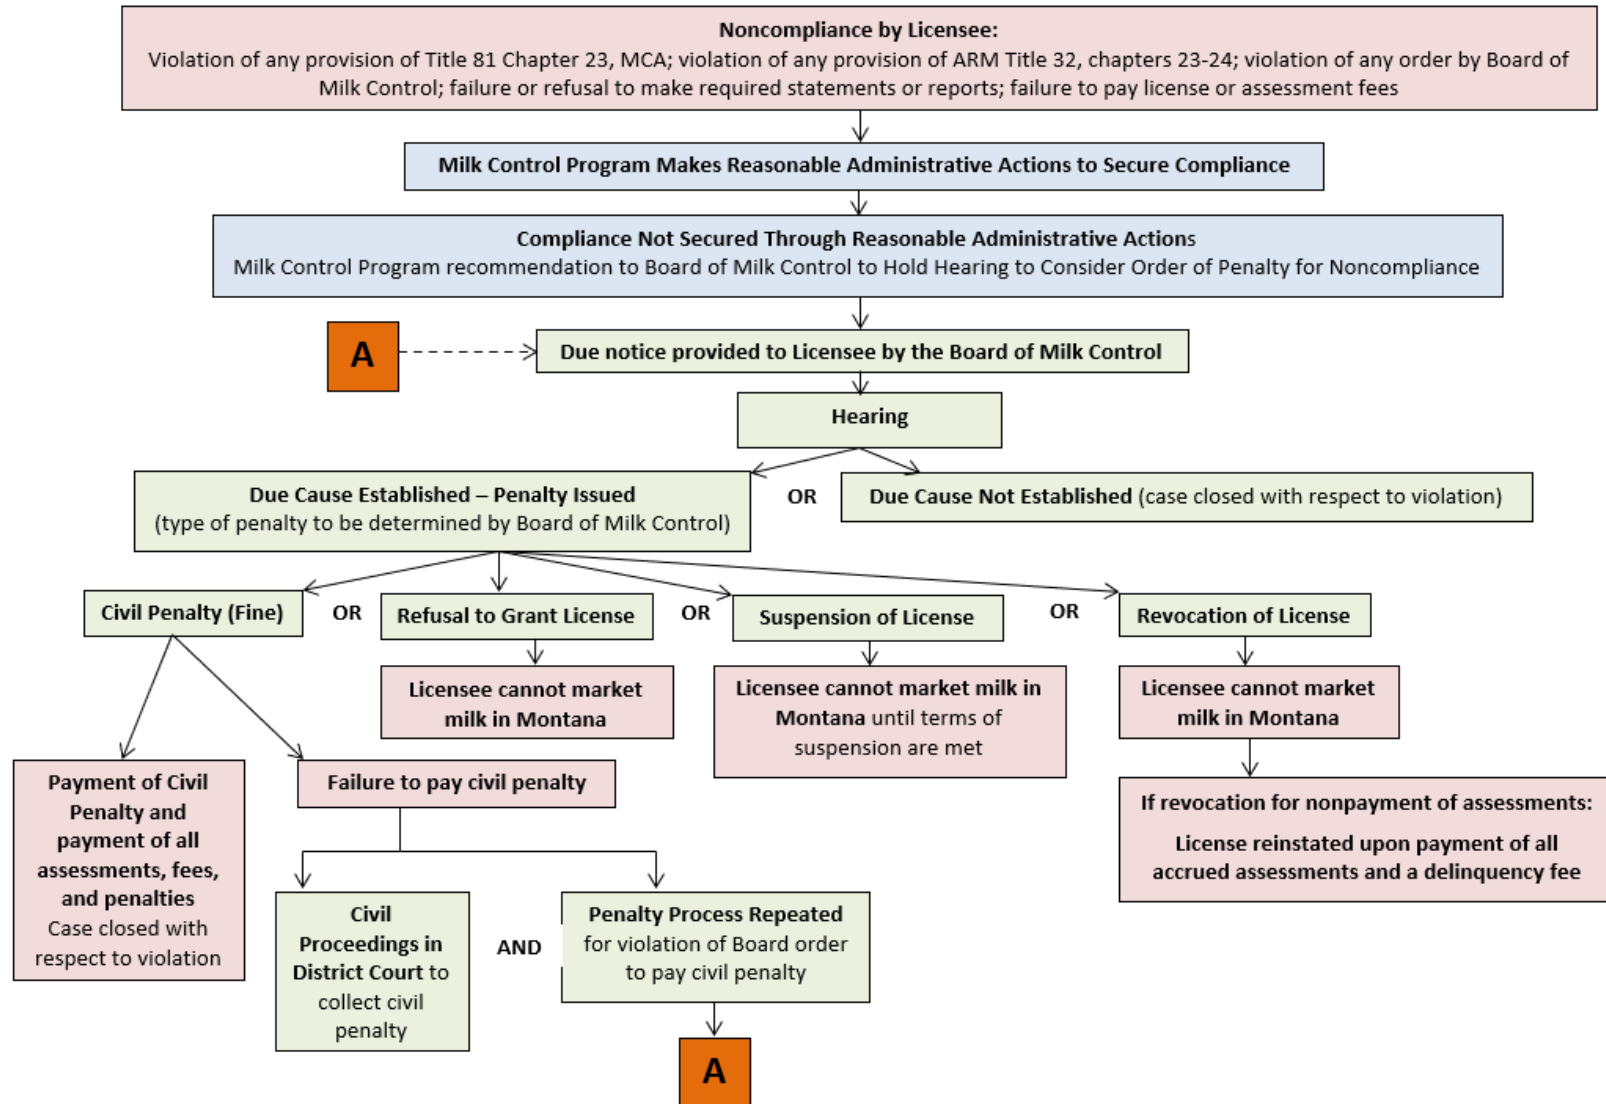 Noncompliance by Licensee:
Violation of any provision of Title 81 Chapter 23, MCA; violation of any provision of ARM Title 32, chapters 23-24; violation of any order by Board of
Milk Control; failure or refusal to make required statements or reports; failure to pay license or assessment fees
Milk Control Program Makes Reasonable Administrative Actions to Secure Compliance
Compliance Not Secured Through Reasonable Administrative Actions
Milk Control Program recommendation to Board of Milk Control to Hold Hearing to Consider Order of Penalty for Noncompliance
A
Due notice provided to Licensee by the Board of Milk Control
Hearing
Due Cause Established – Penalty Issued
(type of penalty to be determined by Board of Milk Control)
OR
Due Cause Not Established (case closed with respect to violation)
Civil Penalty (Fine)
OR
Refusal to Grant License
OR
Suspension of License
OR
Revocation of License
Licensee cannot market
milk in Montana
Licensee cannot market milk in
Montana until terms of
suspension are met
Licensee cannot market
milk in Montana
Payment of Civil
Penalty and
payment of all
assessments, fees,
and penalties
Case closed with
respect to violation
Failure to pay civil penalty
If revocation for nonpayment of assessments:
License reinstated upon payment of all
accrued assessments and a delinquency fee
Civil
Proceedings in
District Court to
collect civil
penalty
AND
Penalty Process Repeated
for violation of Board order
to pay civil penalty
A